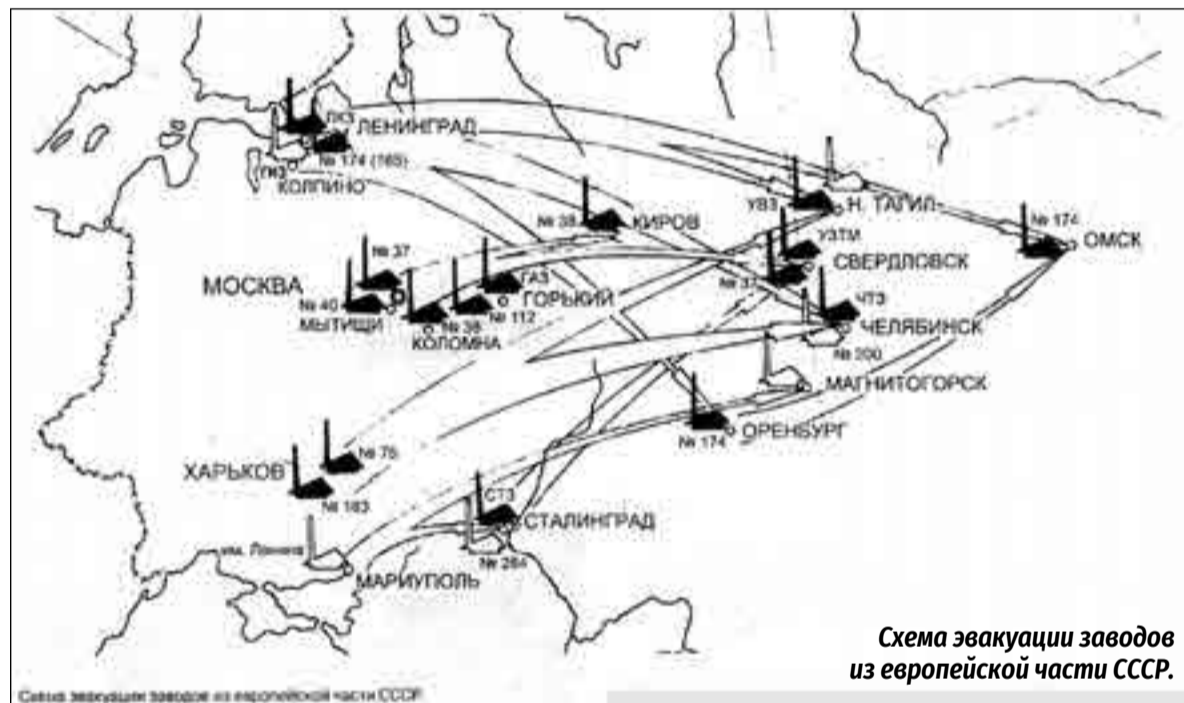 ЛКЗ
ЛЕНИНГРАД
№ 174 (185)
КОЛПИНО
№ 38
КИРОВ
УВЗ
Н. ТАГИЛ
№ 174
ОМСК
УЗТМ
СВЕРДЛОВСК
№ 37
№ 37
МОСКВА
№ 40
МЫТИЩИ
ГАЗ
ГОРЬКИЙ
№ 112
№ 38
КОЛОМНА
ЧТЗ
ЧЕЛЯБИНСК
№ 200
МАГНИТОГОРСК
№ 174
ОРЕНБУРГ
ХАРЬКОВ
№ 75
№ 183
СТЗ
СТАЛИНГРАД
№ 264
им. Ленина
МАРИУПОЛЬ
Схема эвакуации заводов
из европейской части СССР.
Схема эвакуации заводов из европейской части СССР.